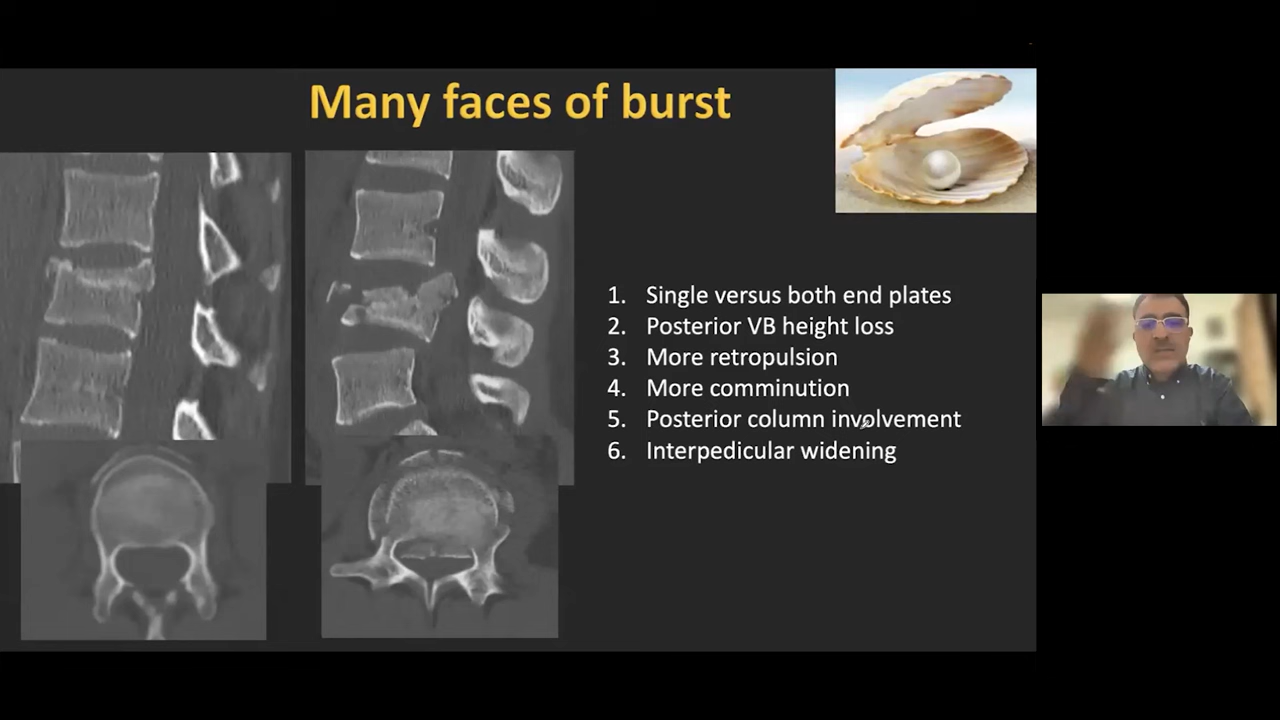 Many faces of burst
1. Single versus both end plates
2. Posterior VB height loss
3. More retropulsion
4. More comminution
5. Posterior column involvement
6. Interpedicular widening